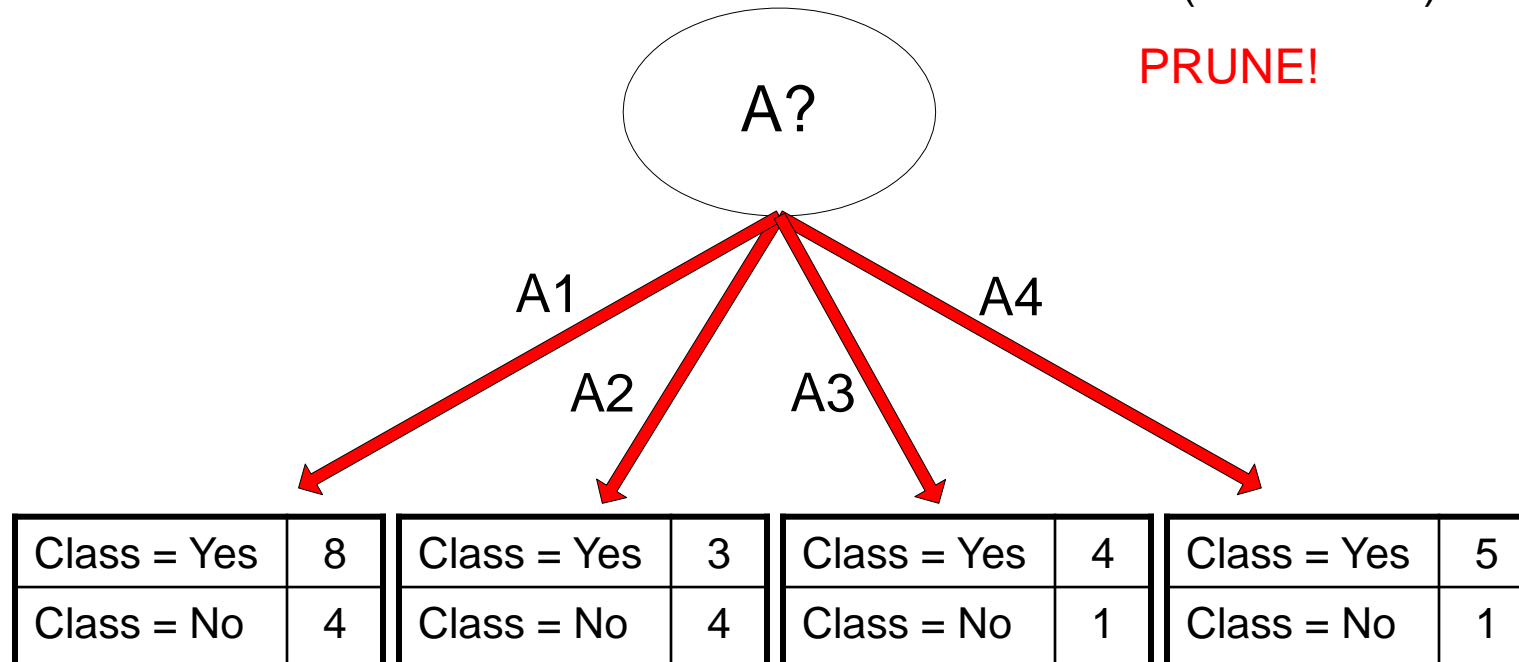 PRUNE!
A?
A1
A4
A2
A3
Class = Yes 8 Class = Yes 3 Class = Yes 4 Class = Yes 5
Class = No 4 Class = No 4 Class = No 1 Class = No 1